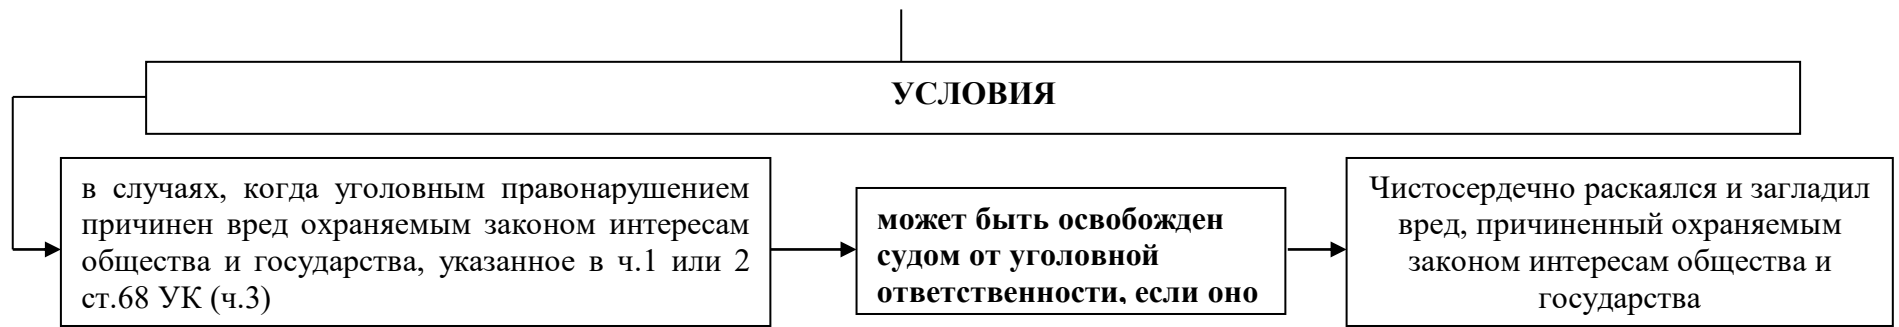 УСЛОВИЯ
в случаях, когда уголовным правонарушением
причинен вред охраняемым законом интересам
общества и государства, указанное в ч.1 или 2
ст.68 УК (ч.3)
может быть освобожден
судом от уголовной
ответственности, если оно
Чистосердечно раскаялся и загладил
вред, причиненный охраняемым
законом интересам общества и
государства